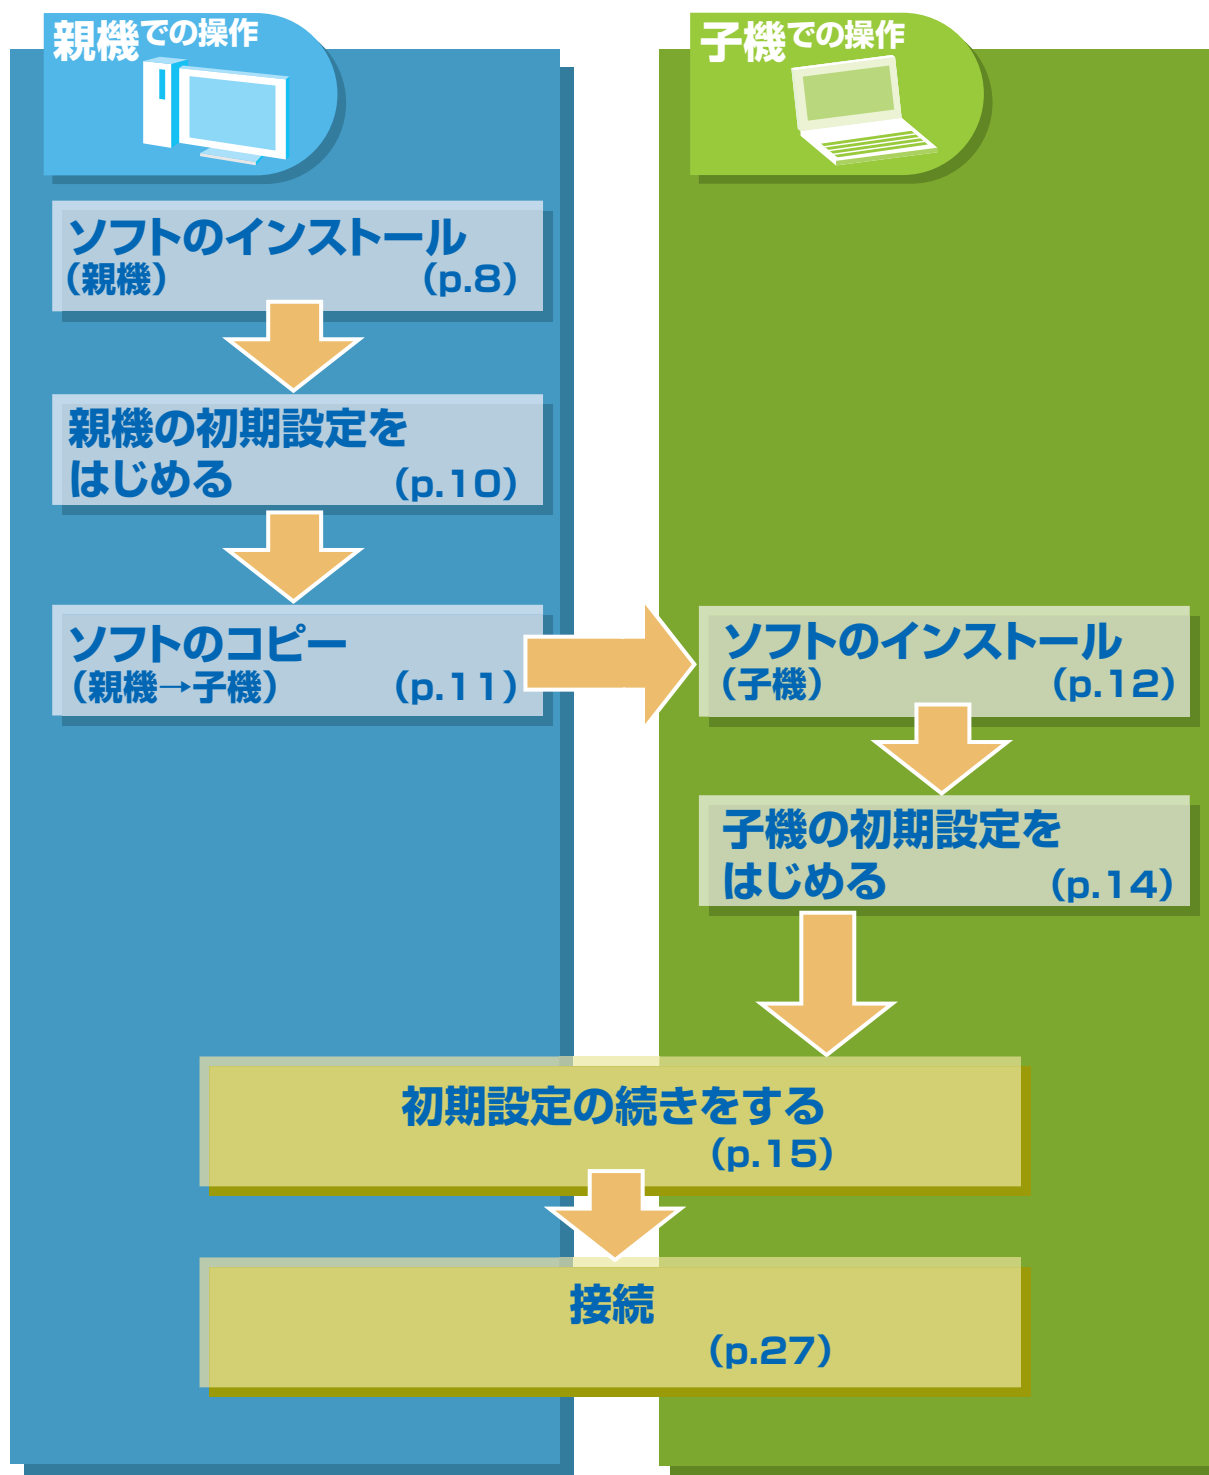 親機での操作
ソフトのインストール
（親機） （p.8）
親機の初期設定を
はじめる （p.10）
ソフトのコピー
（親機→子機） （p.11）
子機での操作
ソフトのインストール
（子機） （p.12）
子機の初期設定を
はじめる （p.14）
初期設定の続きをする
（p.15）
接続
（p.27）